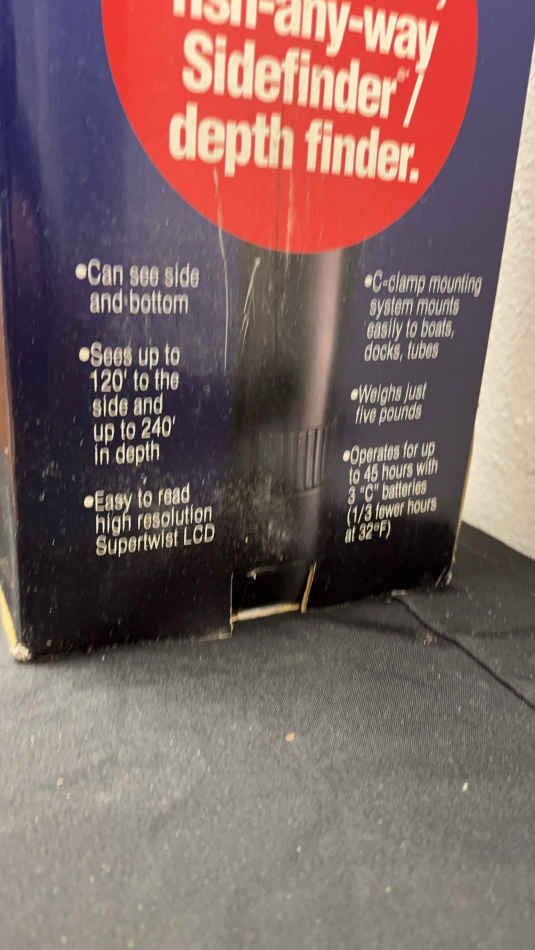 fish-any-way
Sidefinder®/
depth finder.
•Can see side
and bottom
•Sees up to
120' to the
side and
up to 240'
in depth
•Easy to read
high resolution
Supertwist LCD
•C-clamp mounting
system mounts
easily to boats,
docks, tubes
•Weighs just
five pounds
•Operates for up
to 45 hours with
3 "C" batteries
(1/3 fewer hours
at 32°F)